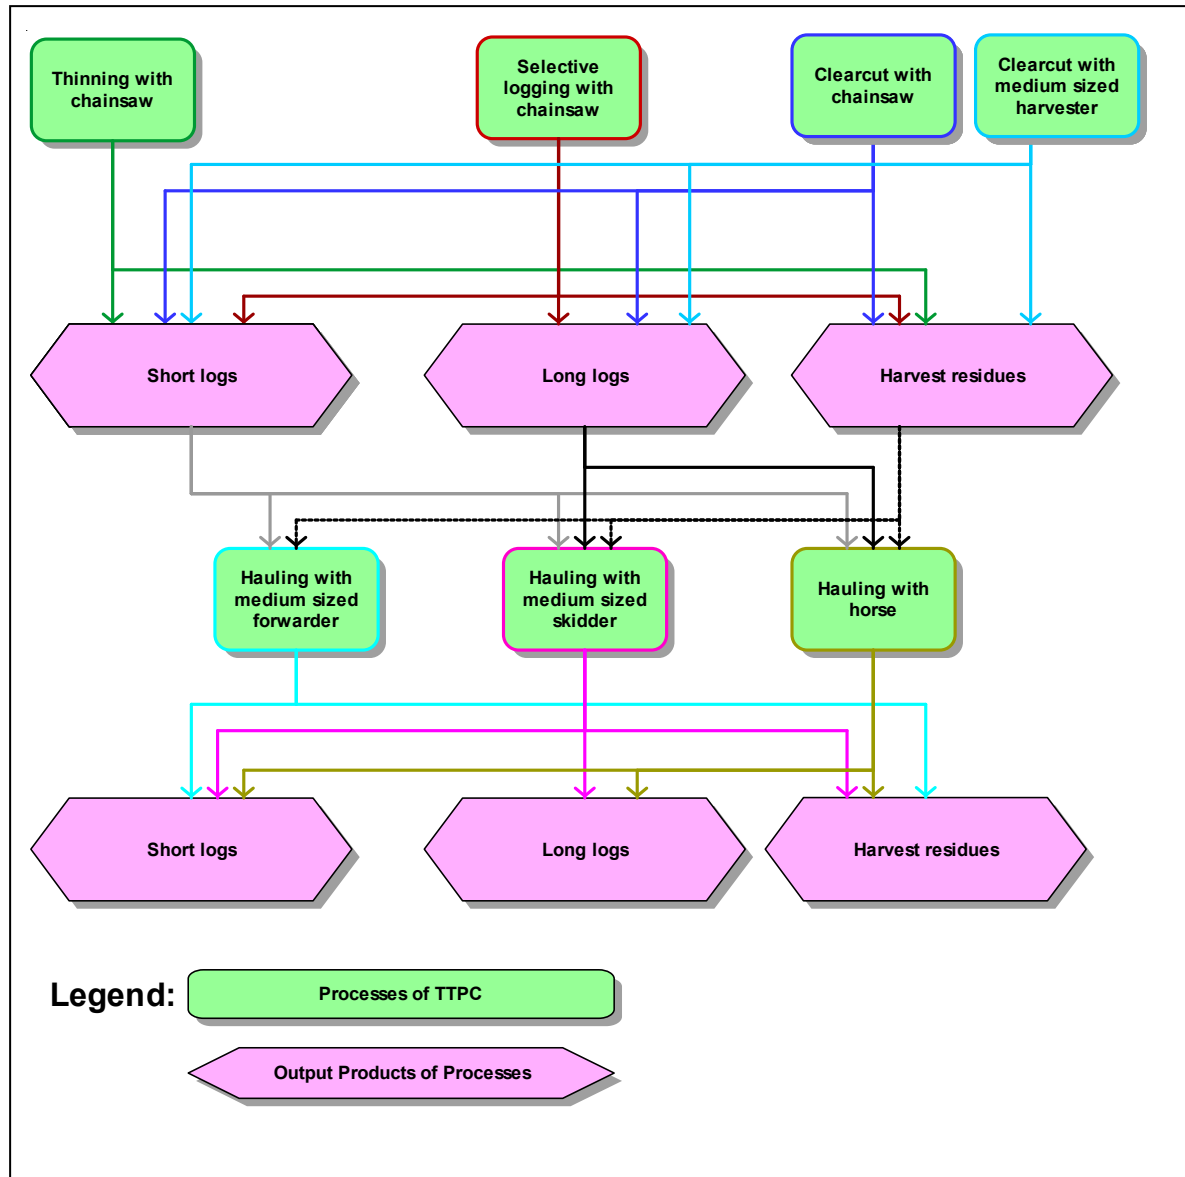 Thinning with
chainsaw
Selective
logging with
chainsaw
Clearcut with
chainsaw
Clearcut with
medium sized
harvester
Short logs
Long logs
Harvest residues
Hauling with
medium sized
forwarder
Hauling with
medium sized
skidder
Hauling with
horse
Short logs
Long logs
Harvest residues
Legend:
Processes of TTPC
Output Products of Processes